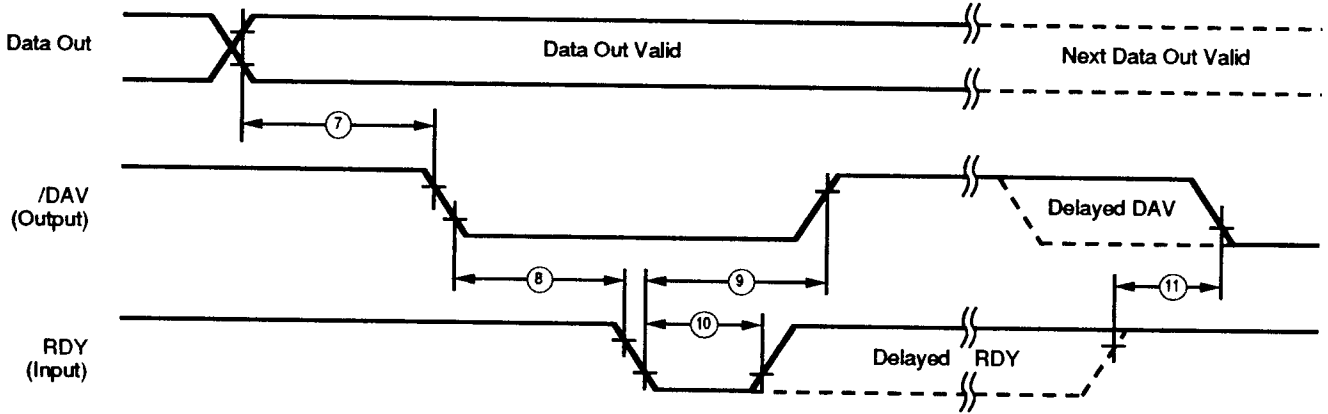 Data Out
Data Out Valid
Next Data Out Valid
7
/DAV
(Output)
Delayed DAV
8
9
11
10
RDY
(Input)
Delayed RDY